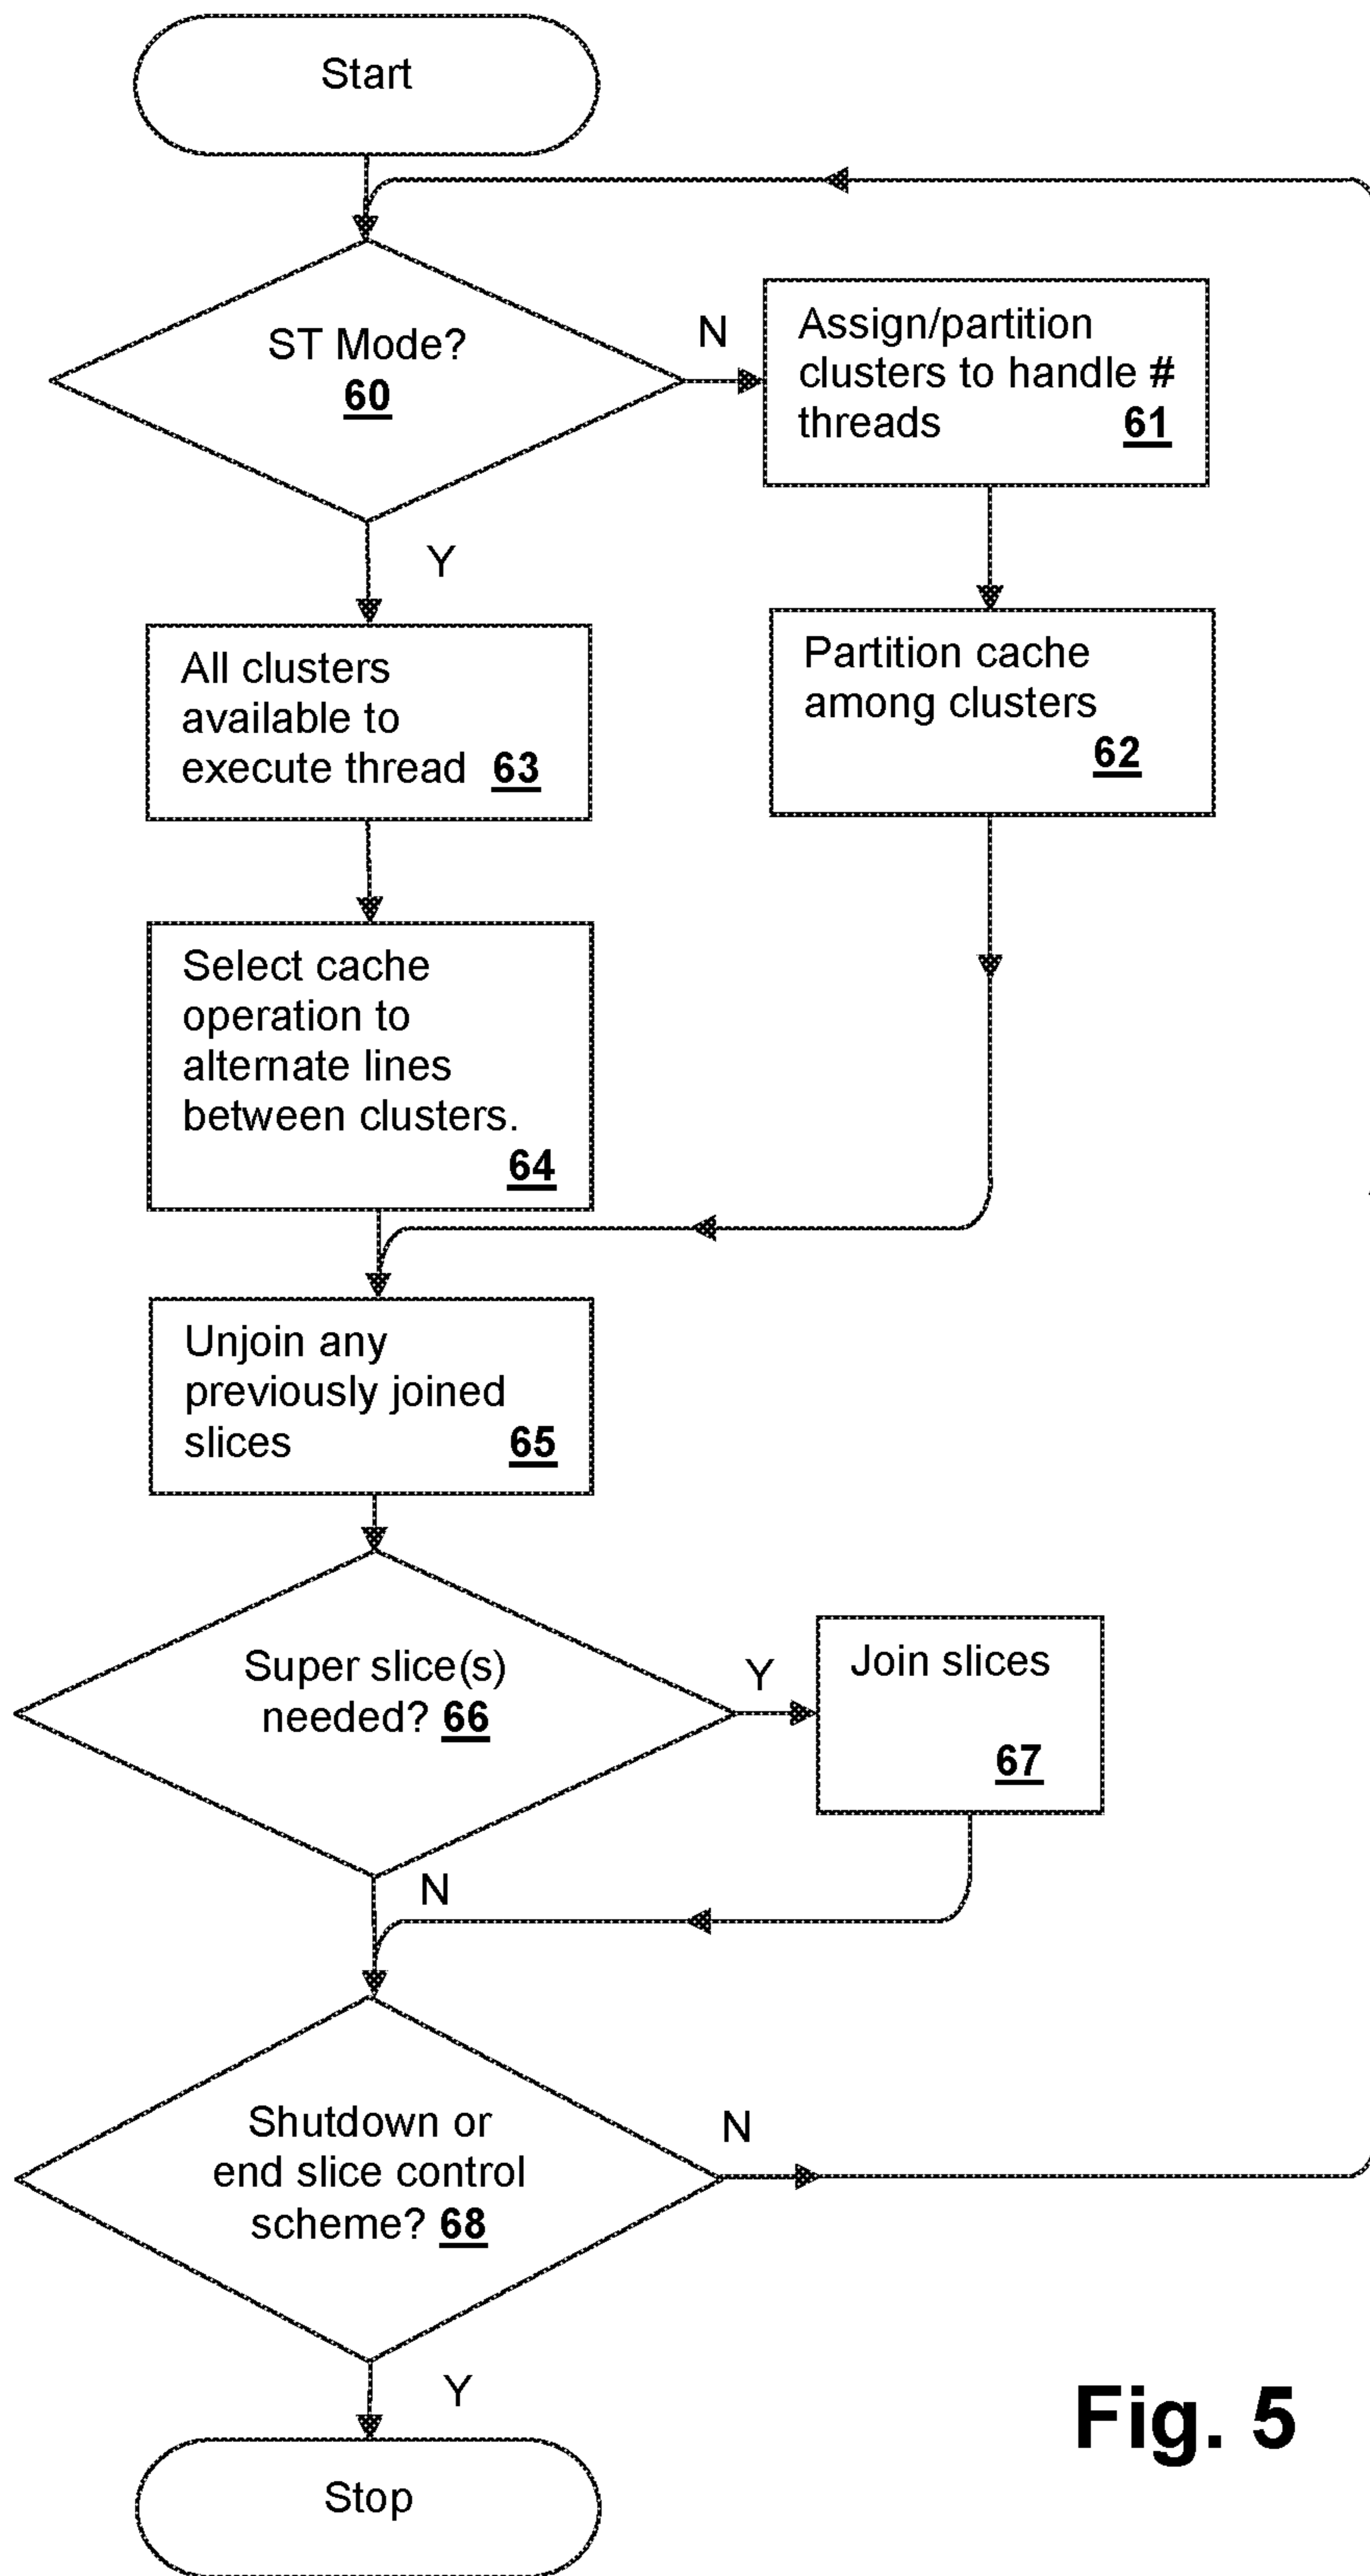 Start
ST Mode?
60
N
Assign/partition
clusters to handle #
threads 61
Y
All clusters
available to
execute thread 63
Partition cache
among clusters
62
Select cache
operation to
alternate lines
between clusters.
64
Unjoin any
previously joined
slices 65
Super slice(s)
needed? 66
Y
Join slices
67
N
Shutdown or
end slice control
scheme? 68
N
Y
Stop
Fig. 5